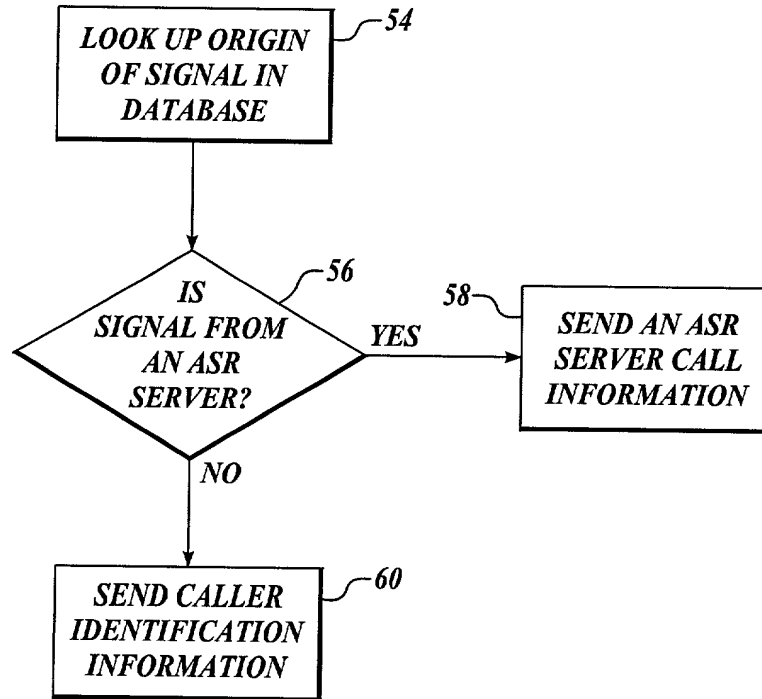 LOOK UP ORIGIN
OF SIGNAL IN
DATABASE
54
IS
SIGNAL FROM
AN ASR
SERVER?
56
YES
58
SEND AN ASR
SERVER CALL
INFORMATION
NO
SEND CALLER
IDENTIFICATION
INFORMATION
60